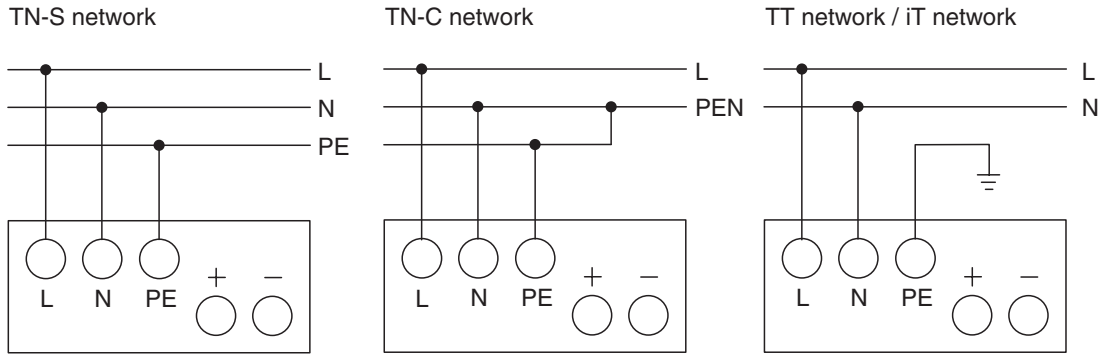 TN-S network
L
N
PE
L
N
PE
+
−
TN-C network
L
PEN
L
N
PE
+
−
TT network / iT network
L
N
L
N
PE
+
−